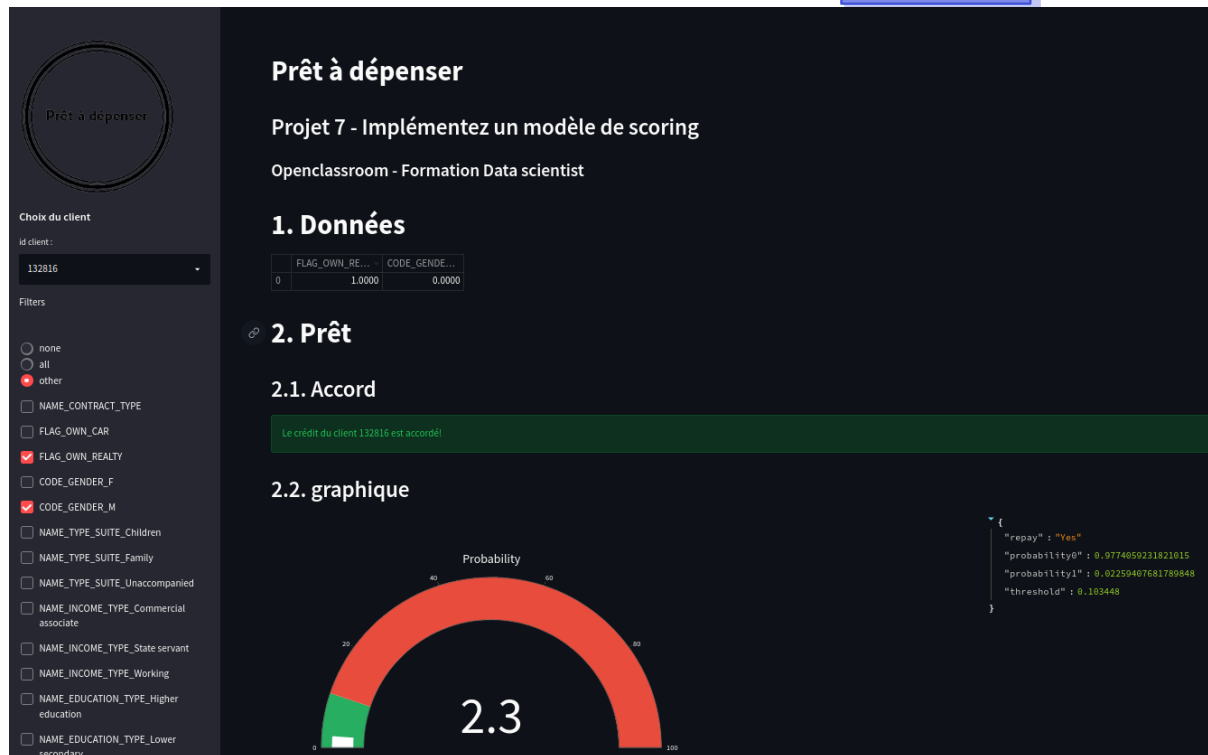 Prêt à dépenser
Choix du client
id client :
132816
Filters
none
all
other
NAME_CONTRACT_TYPE
FLAG_OWN_CAR
FLAG_OWN_REALTY
CODE_GENDER_F
CODE_GENDER_M
NAME_TYPE_SUITE_Children
NAME_TYPE_SUITE_Family
NAME_TYPE_SUITE_Unaccompanied
NAME_INCOME_TYPE_Commercial
associate
NAME_INCOME_TYPE_State servant
NAME_INCOME_TYPE_Working
NAME_EDUCATION_TYPE_Higher
education
NAME_EDUCATION_TYPE_Lower
secondary
Prêt à dépenser
Projet 7 - Implémentez un modèle de scoring
Openclassroom - Formation Data scientist
1. Données
FLAG_OWN_RE... CODE_GENDE...
0 1.0000 0.0000
2. Prêt
2.1. Accord
Le crédit du client 132816 est accordé!
2.2. graphique
Probability
0 20 40 60 80 100
2.3
{
"repay" : "Yes"
"probability0" : 0.9774059231821015
"probability1" : 0.02259407681789848
"threshold" : 0.103448
}